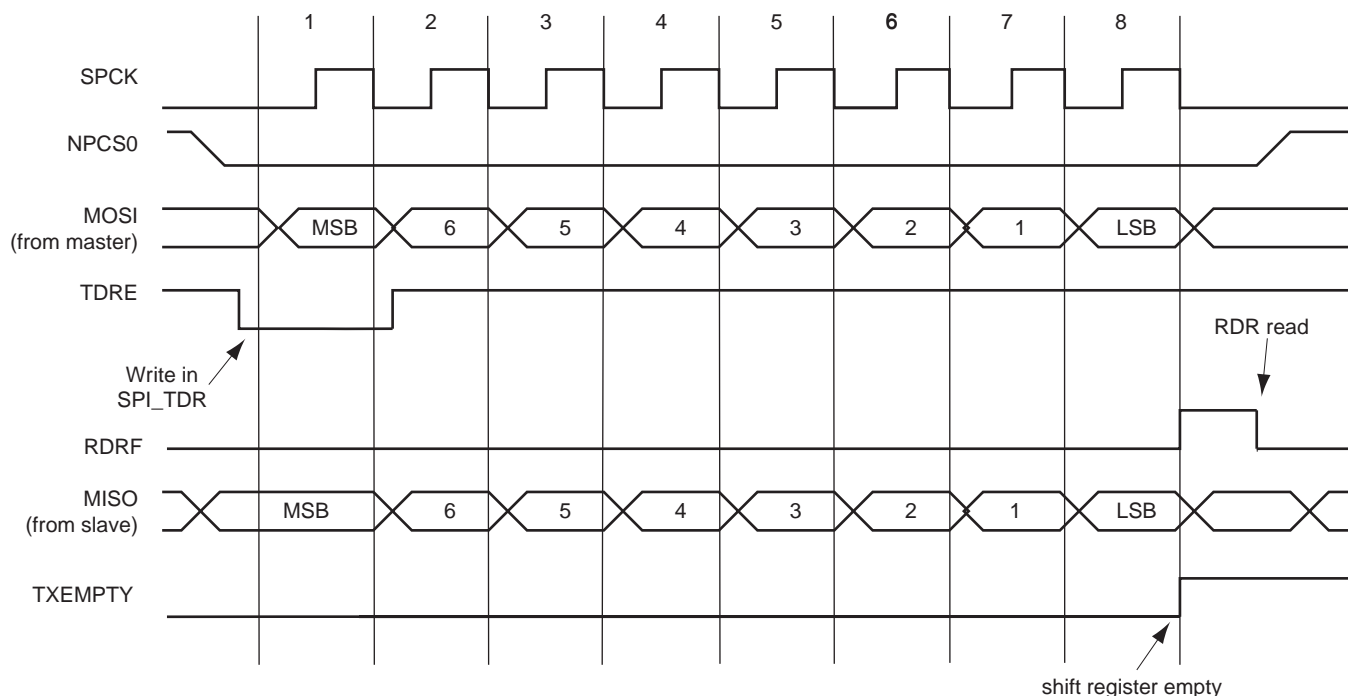 1 2 3 4 5 6 7 8
SPCK
NPCS0
MOSI
(from master)
MSB 6 5 4 3 2 1 LSB
TDRE
RDR read
Write in
SPI_TDR
RDRF
MISO
(from slave)
MSB 6 5 4 3 2 1 LSB
TXEMPTY
shift register empty